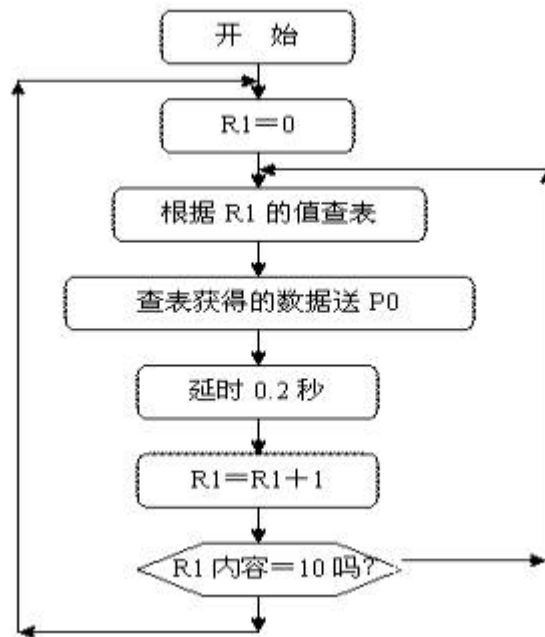 开 始
R1＝0
根据 R1 的值查表
查表获得的数据送 P0
延时 0.2 秒
R1＝R1＋1
R1 内容＝10 吗?